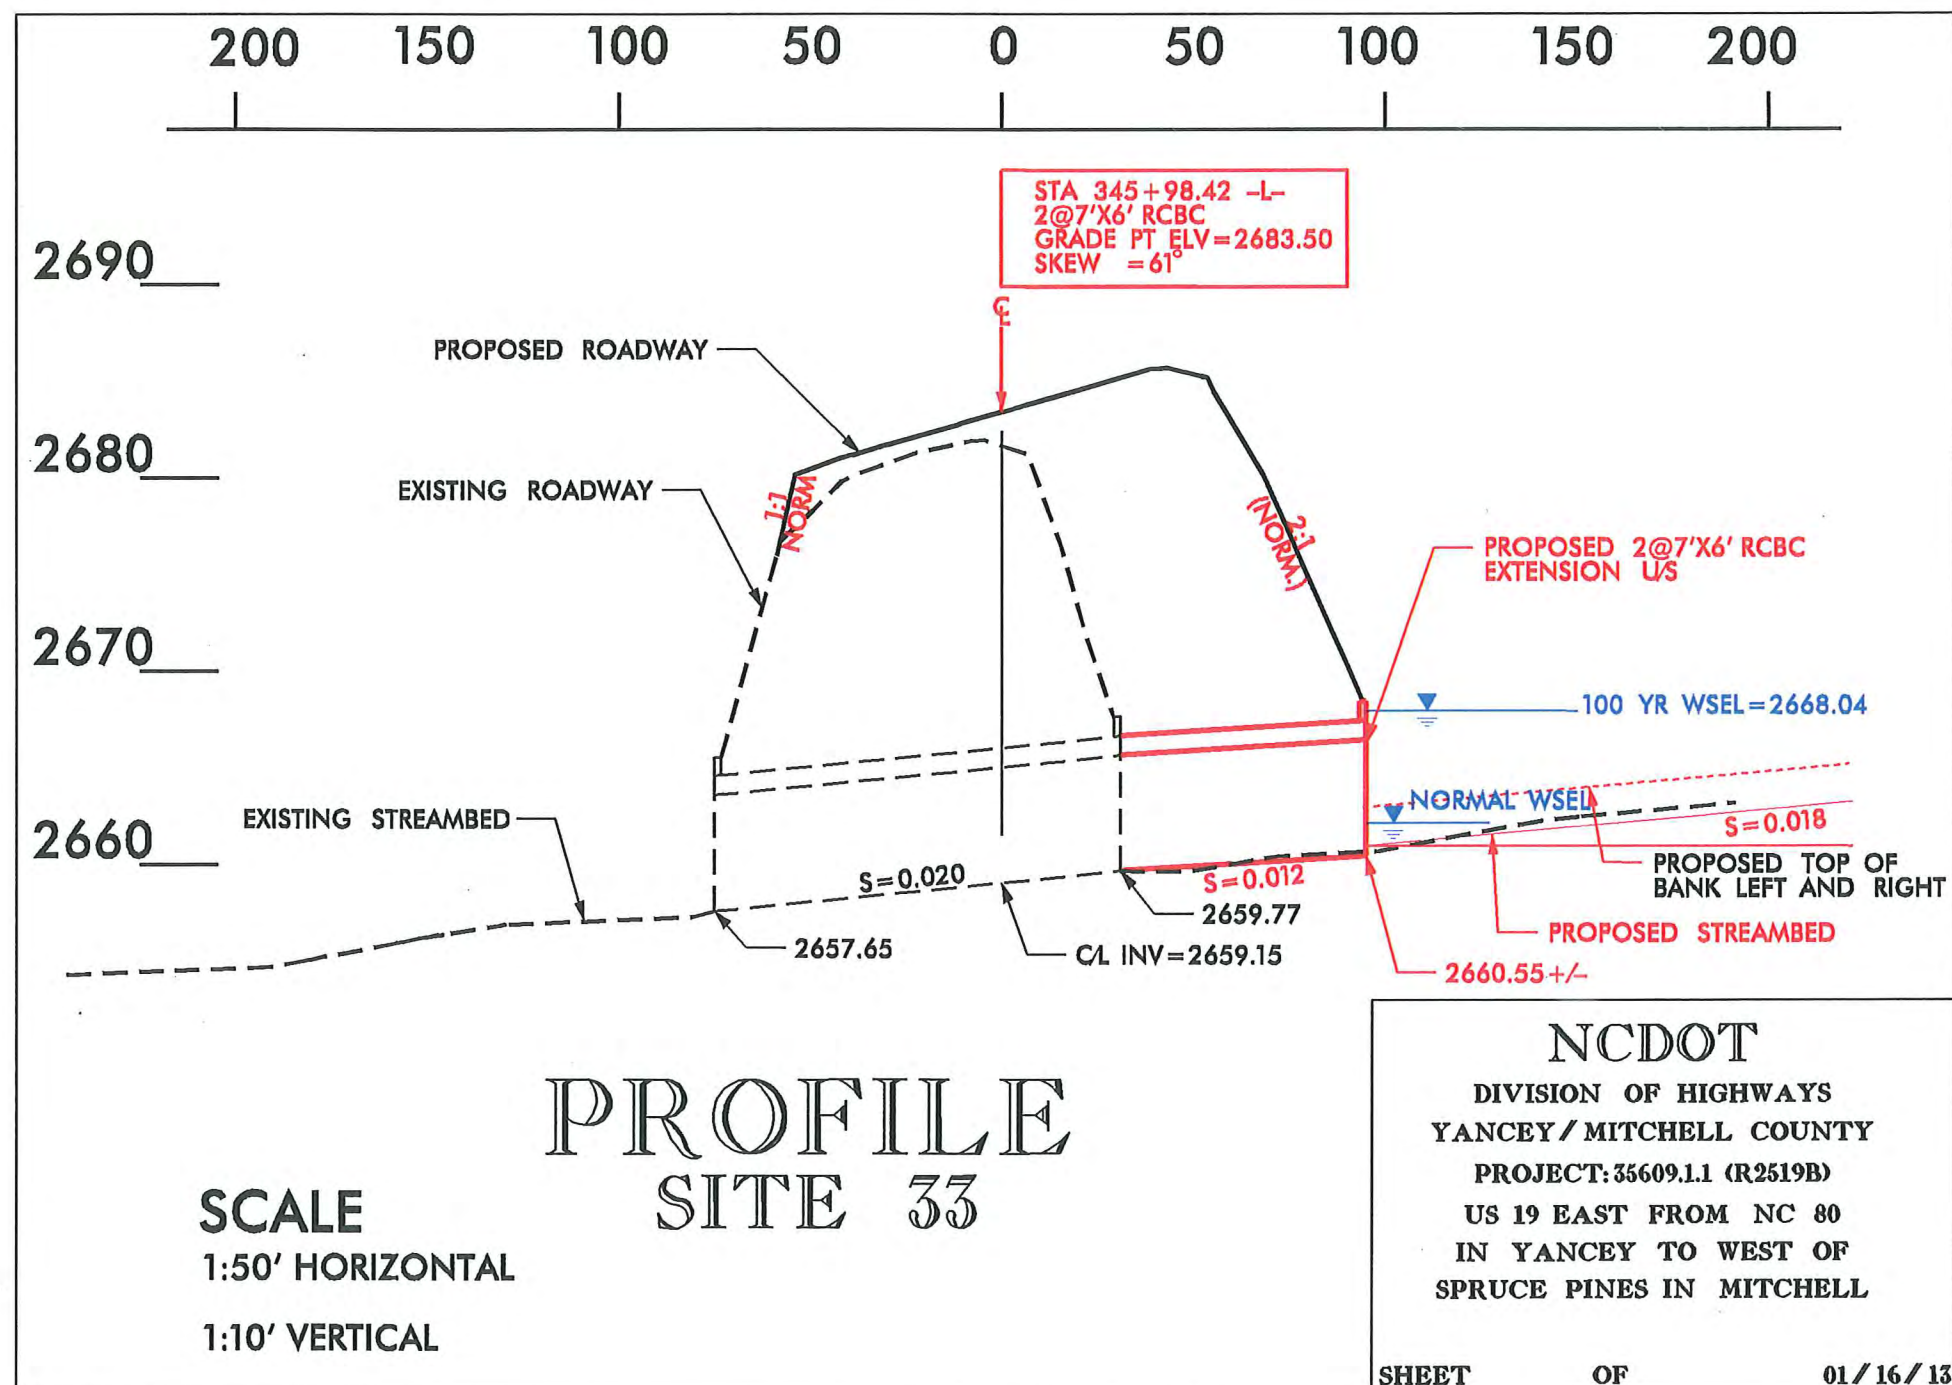 200 150 100 50 0 50 100 150 200
STA 345+98.42 -L-
2@7'X6' RCBC
GRADE PT ELV=2683.50
SKEW =61°
2690
℄
PROPOSED ROADWAY
2680
EXISTING ROADWAY
1:1
NORM
2:1
(NORM.)
PROPOSED 2@7'X6' RCBC
EXTENSION U/S
2670
100 YR WSEL=2668.04
NORMAL WSEL
EXISTING STREAMBED
S=0.018
2660
PROPOSED TOP OF
BANK LEFT AND RIGHT
S=0.020
S=0.012
2659.77
PROPOSED STREAMBED
2657.65
C/L INV=2659.15
2660.55+/-
PROFILE
SITE 33
SCALE
1:50' HORIZONTAL
1:10' VERTICAL
NCDOT
DIVISION OF HIGHWAYS
YANCEY/MITCHELL COUNTY
PROJECT:35609.1.1 (R2519B)
US 19 EAST FROM NC 80
IN YANCEY TO WEST OF
SPRUCE PINES IN MITCHELL
SHEET OF 01/16/13